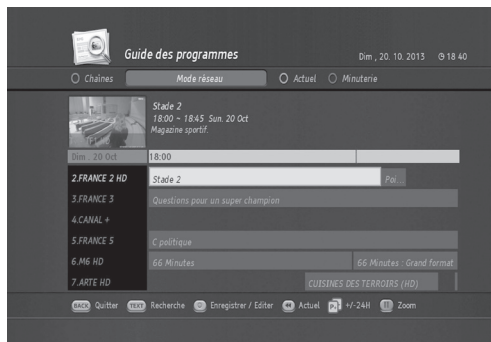 Guide des programmes
Dim , 20. 10. 2013 18 40
Chaînes Mode réseau Actuel Minuterie
Stade 2
18:00 ~ 18:45 Sun. 20 Oct
Magazine sportif.
Dim . 20 Oct 18:00
2.FRANCE 2 HD Stade 2 Poi...
3.FRANCE 3 Questions pour un super champion
4.CANAL +
5.FRANCE 5 C politique
6.M6 HD 66 Minutes 66 Minutes : Grand format
7.ARTE HD CUISINES DES TERROIRS (HD)
BACK Quitter TEXT Recherche Enregistrer / Editer Actuel P +/-24H Zoom